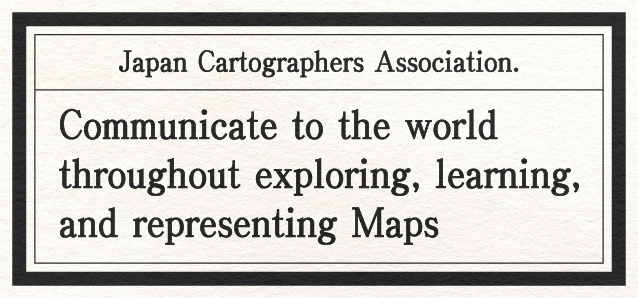 Japan Cartographers Association.
Communicate to the world
throughout exploring, learning,
and representing Maps